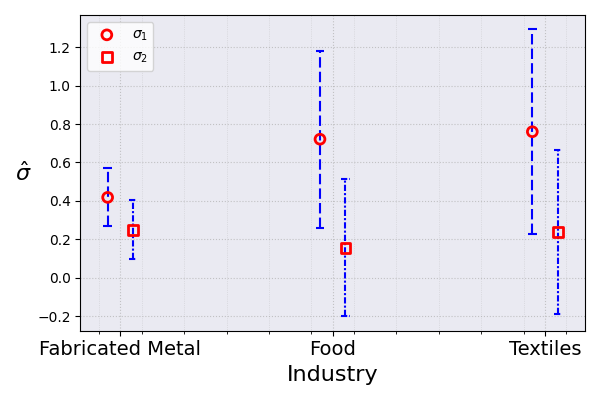 σ₁
σ₂
1.2
1.0
0.8
0.6
0.4
0.2
0.0
−0.2
σ̂
Fabricated Metal Food Textiles
Industry